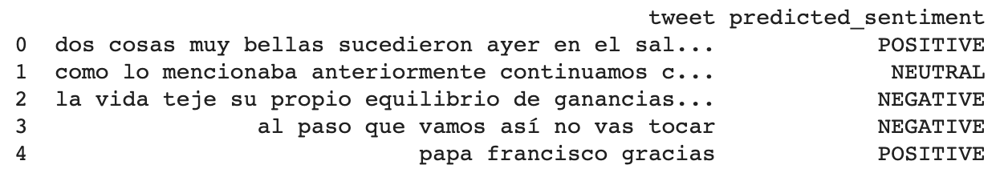 tweet predicted_sentiment
0 dos cosas muy bellas sucedieron ayer en el sal... POSITIVE
1 como lo mencionaba anteriormente continuamos c... NEUTRAL
2 la vida teje su propio equilibrio de ganancias... NEGATIVE
3 al paso que vamos así no vas tocar NEGATIVE
4 papa francisco gracias POSITIVE